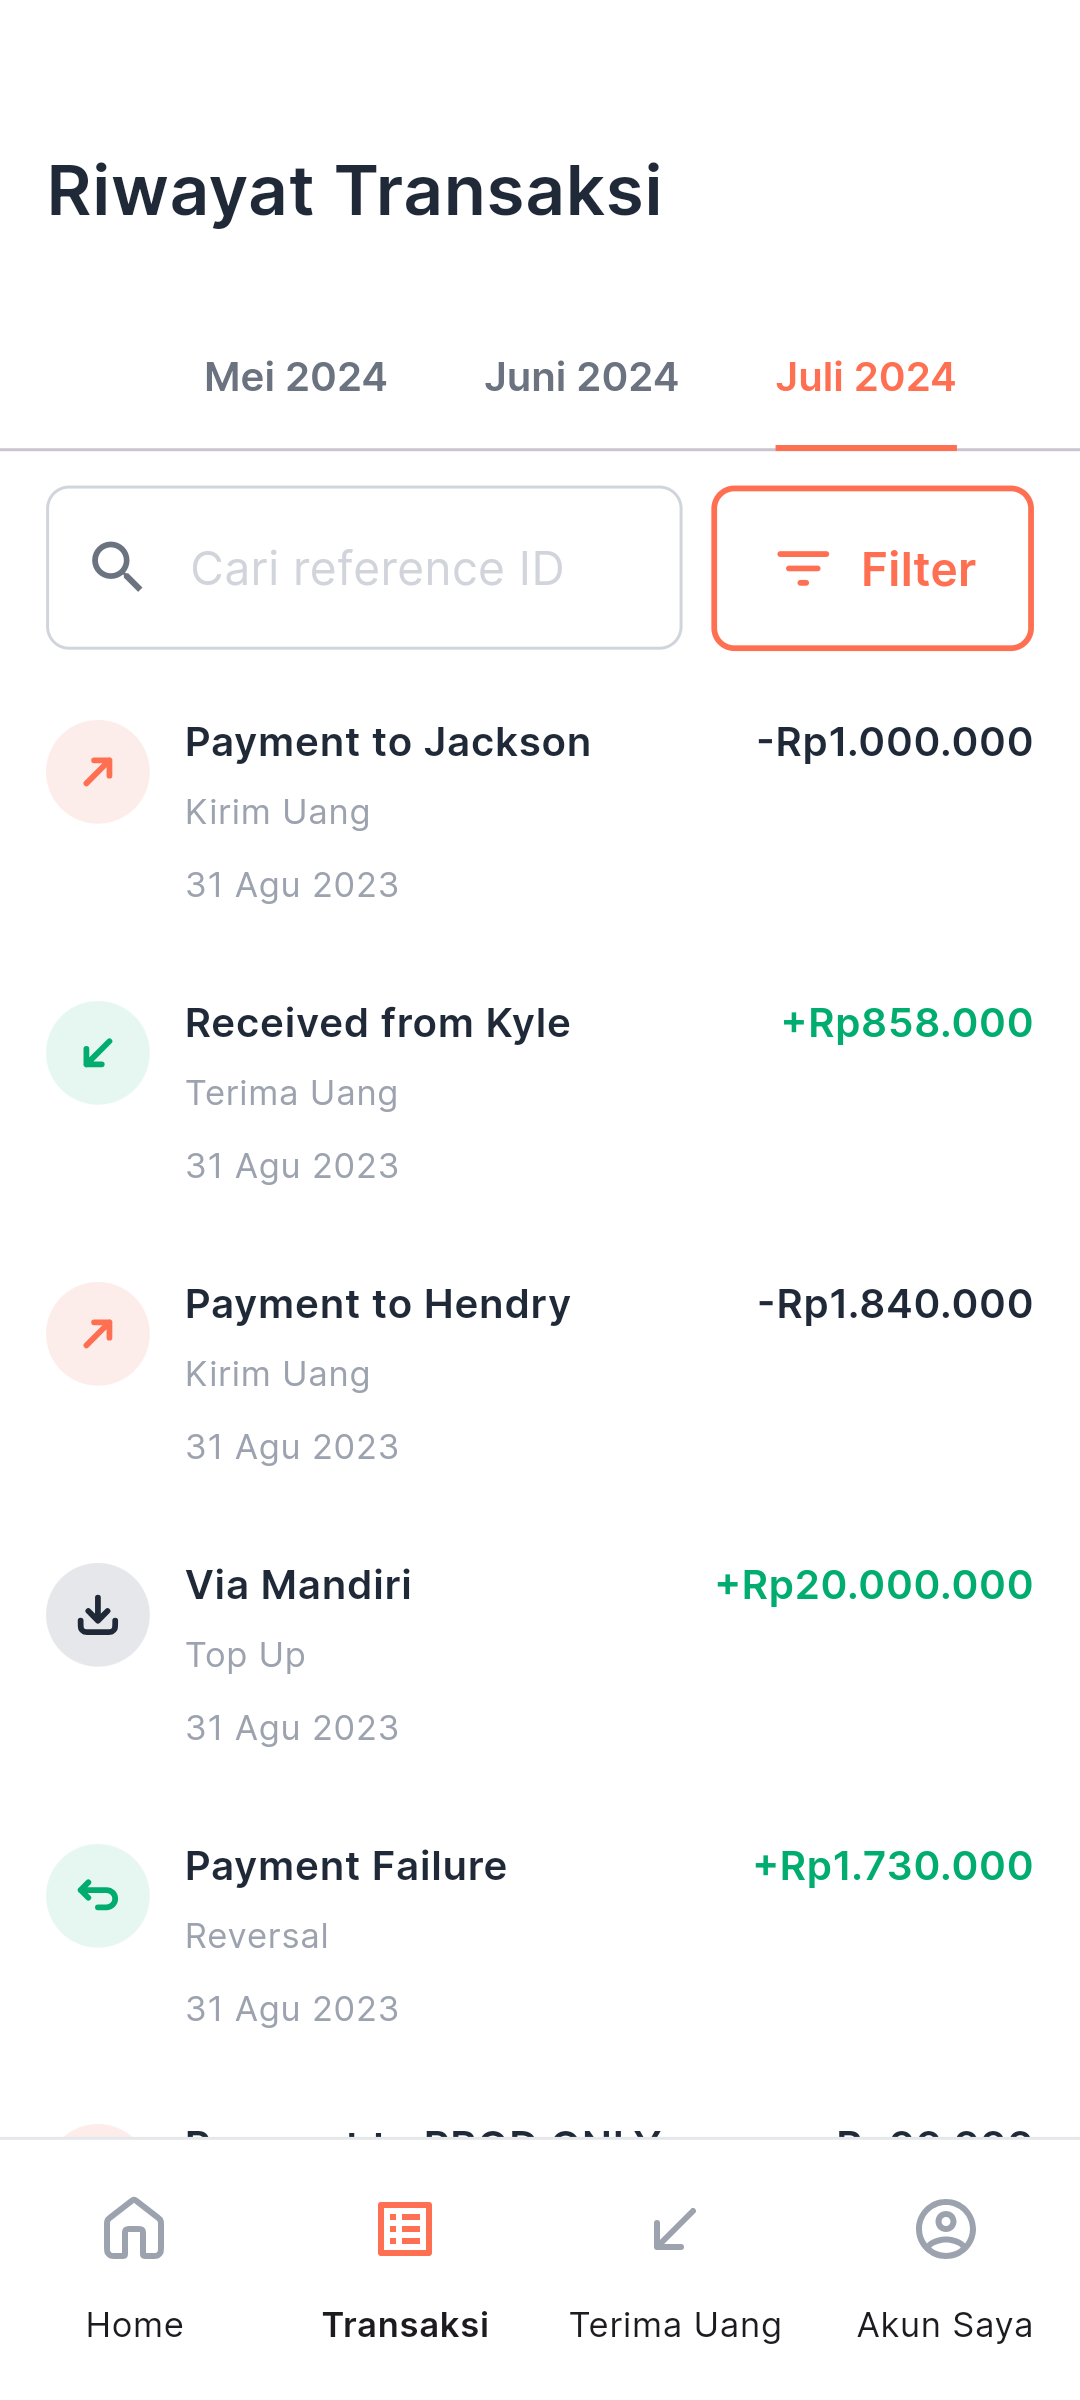 Riwayat Transaksi
Mei 2024 Juni 2024 Juli 2024
Cari reference ID Filter
Payment to Jackson -Rp1.000.000
Kirim Uang
31 Agu 2023
Received from Kyle +Rp858.000
Terima Uang
31 Agu 2023
Payment to Hendry -Rp1.840.000
Kirim Uang
31 Agu 2023
Via Mandiri +Rp20.000.000
Top Up
31 Agu 2023
Payment Failure +Rp1.730.000
Reversal
31 Agu 2023
Home Transaksi Terima Uang Akun Saya